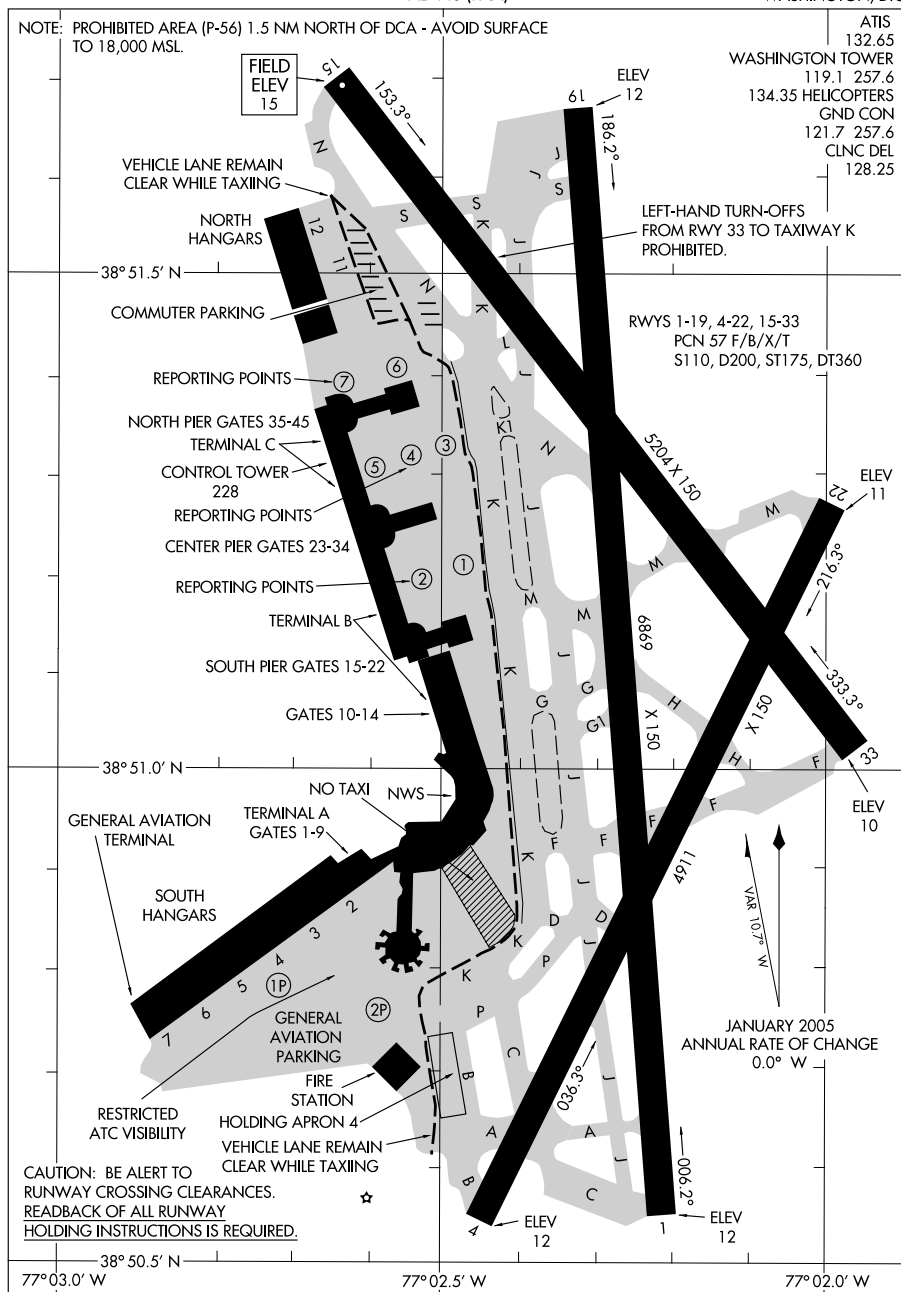 WASHINGTON, D.C.
NOTE: PROHIBITED AREA (P-56) 1.5 NM NORTH OF DCA - AVOID SURFACE
TO 18,000 MSL.
ATIS
132.65
WASHINGTON TOWER
119.1 257.6
134.35 HELICOPTERS
GND CON
121.7 257.6
CLNC DEL
128.25
FIELD
ELEV
15
15
153.3°
ELEV
12
19
186.2°
VEHICLE LANE REMAIN
CLEAR WHILE TAXIING
N
J
J
S
LEFT-HAND TURN-OFFS
FROM RWY 33 TO TAXIWAY K
PROHIBITED.
NORTH
HANGARS
12
S
S
K
J
11
38°51.5' N
N
COMMUTER PARKING
K
RWYS 1-19, 4-22, 15-33
PCN 57 F/B/X/T
S110, D200, ST175, DT360
L
J
REPORTING POINTS
7
6
NORTH PIER GATES 35-45
K
TERMINAL C
3
N
4
5
CONTROL TOWER
228
5204 X 150
ELEV
11
22
REPORTING POINTS
K
J
M
CENTER PIER GATES 23-34
1
M
216.3°
REPORTING POINTS
2
M
M
TERMINAL B
6869
J
SOUTH PIER GATES 15-22
K
333.3°
G
G
H
GATES 10-14
G1
X 150
X 150
33
38°51.0' N
J
H
F
NO TAXI
NWS
ELEV
10
TERMINAL A
GATES 1-9
GENERAL AVIATION
TERMINAL
F
F
F
F
K
4911
SOUTH
HANGARS
J
VAR 10.7° W
2
D
D
3
K
J
4
P
5
1P
K
6
2P
P
7
GENERAL
AVIATION
PARKING
JANUARY 2005
ANNUAL RATE OF CHANGE
0.0° W
C
036.3°
FIRE
STATION
B
J
RESTRICTED
ATC VISIBILITY
HOLDING APRON 4
A
A
VEHICLE LANE REMAIN
CLEAR WHILE TAXIING
J
006.2°
CAUTION: BE ALERT TO
RUNWAY CROSSING CLEARANCES.
READBACK OF ALL RUNWAY
HOLDING INSTRUCTIONS IS REQUIRED.
B
C
4
ELEV
12
1
ELEV
12
38°50.5' N
77°03.0' W
77°02.5' W
77°02.0' W